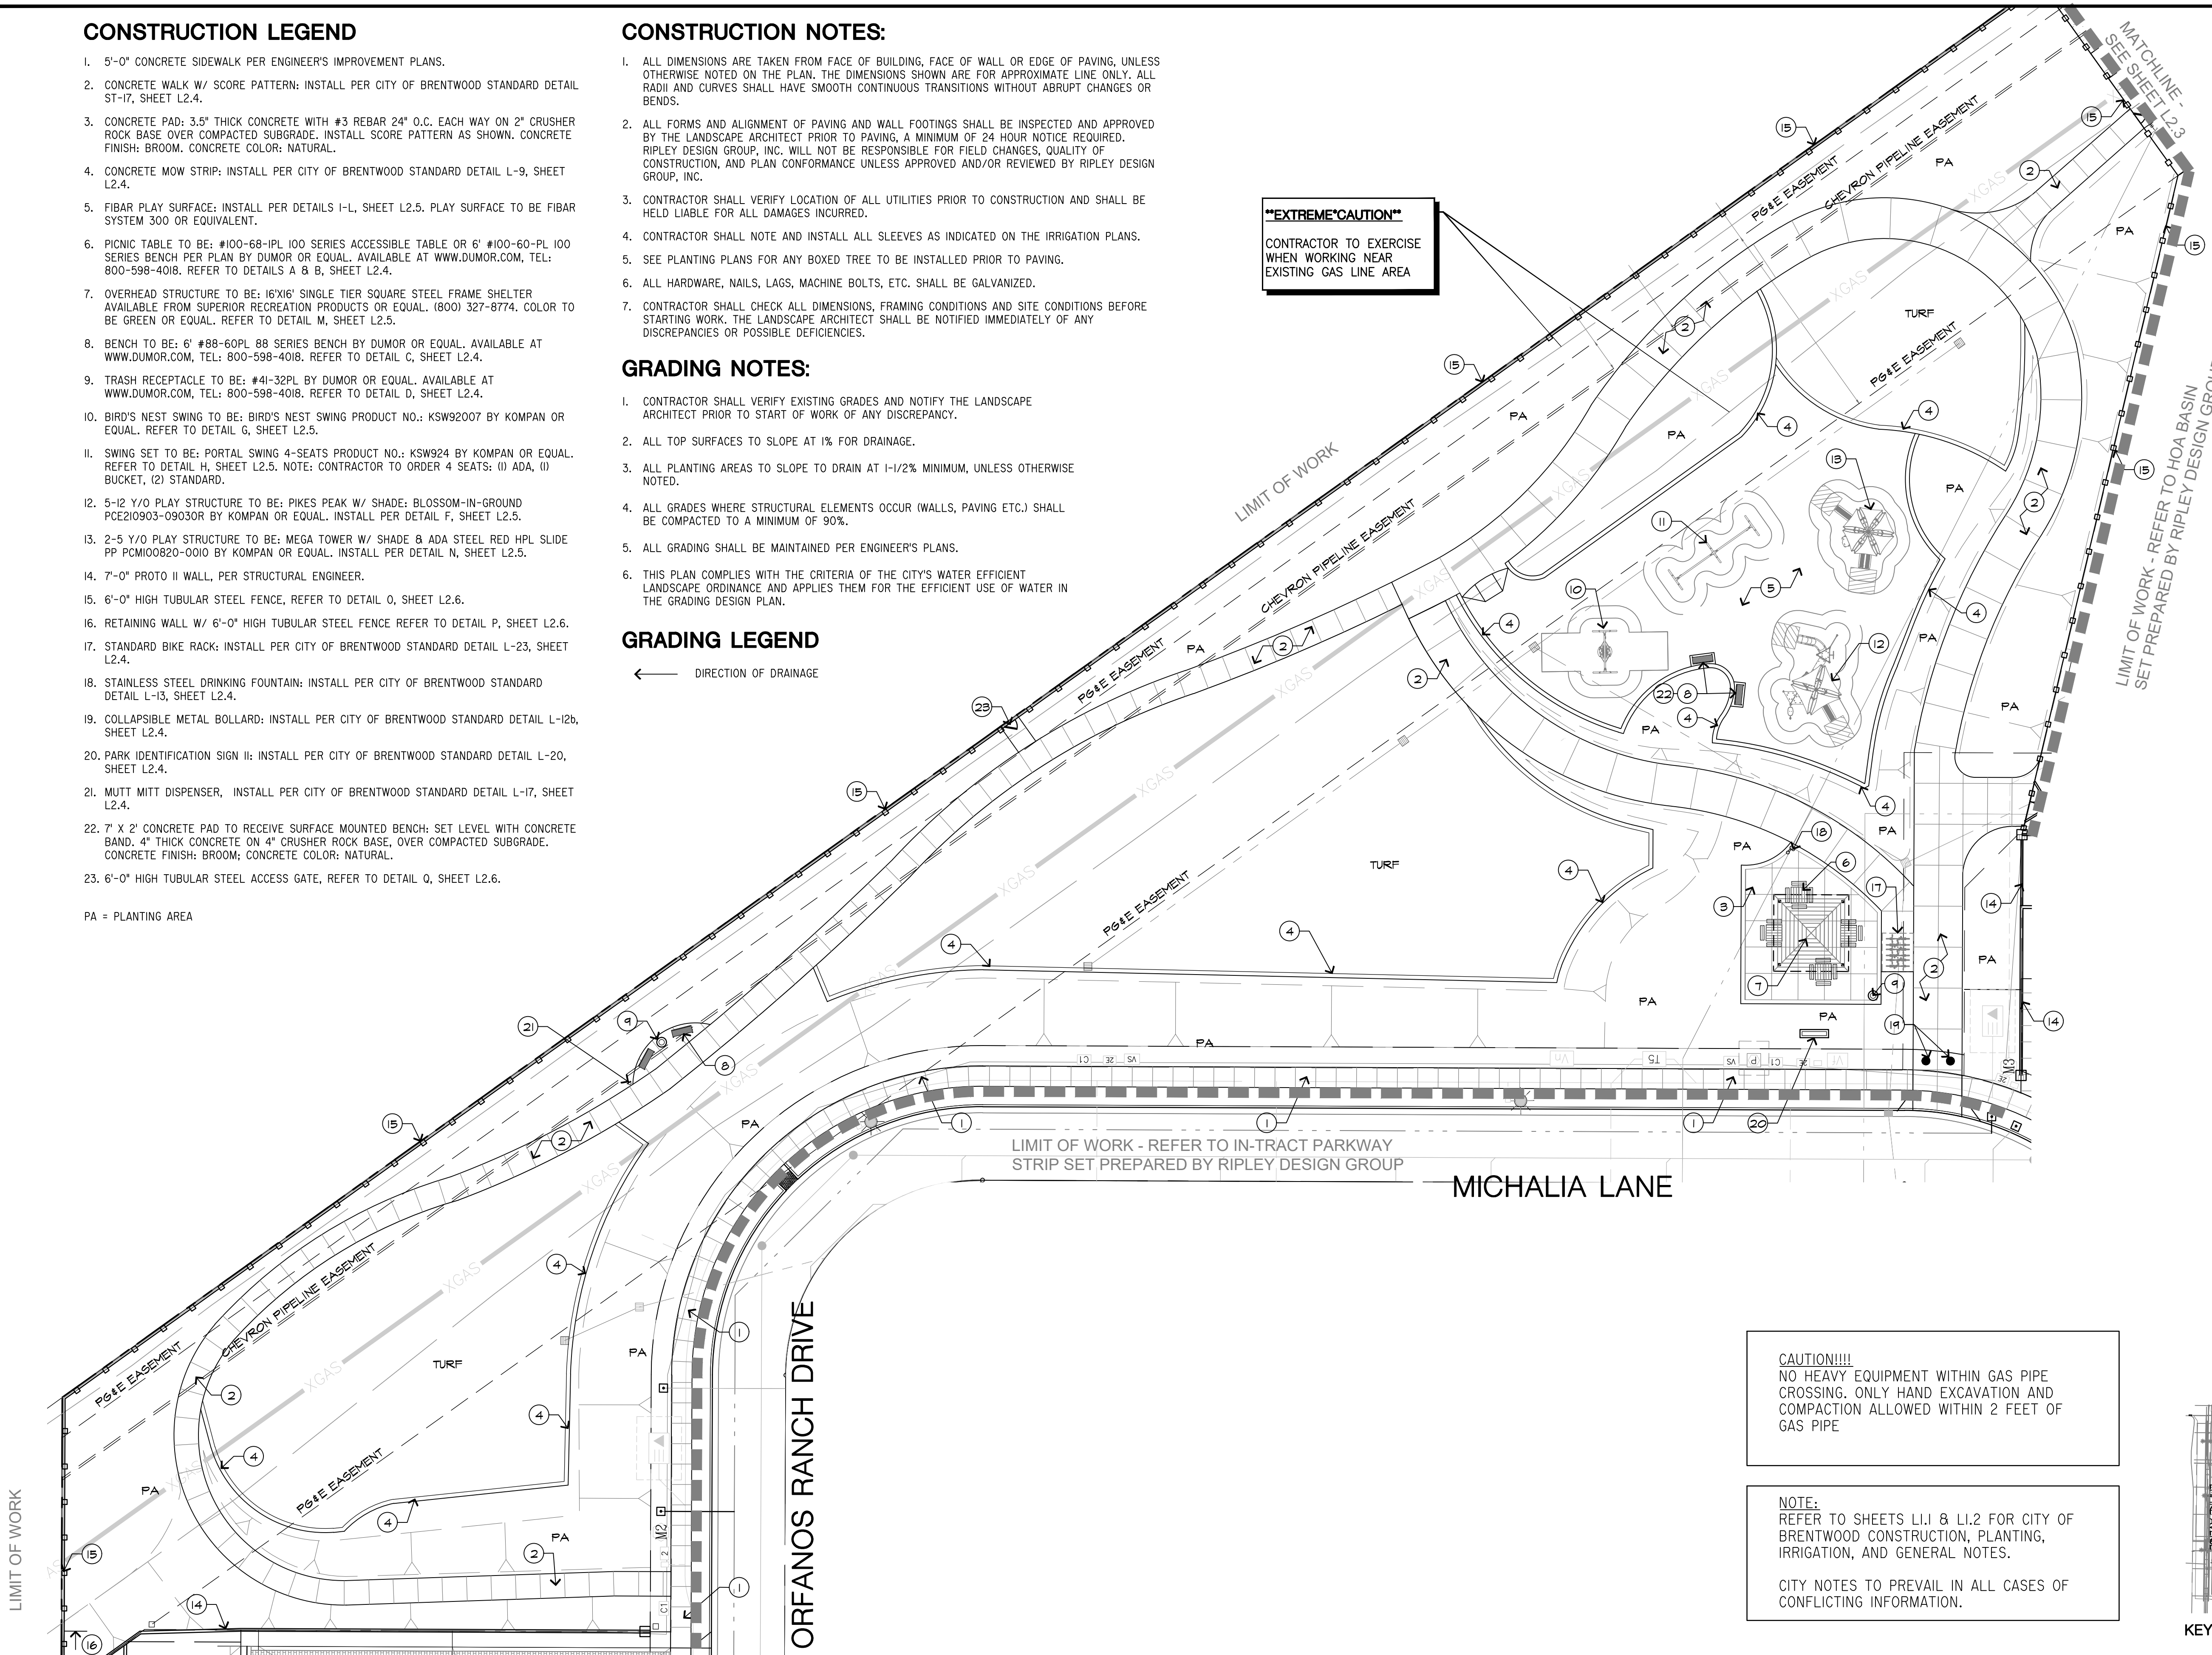 CONSTRUCTION LEGEND
1. 5'-0" CONCRETE SIDEWALK PER ENGINEER'S IMPROVEMENT PLANS.
2. CONCRETE WALK W/ SCORE PATTERN: INSTALL PER CITY OF BRENTWOOD STANDARD DETAIL
ST-17, SHEET L2.4.
3. CONCRETE PAD: 3.5" THICK CONCRETE WITH #3 REBAR 24" O.C. EACH WAY ON 2" CRUSHER
ROCK BASE OVER COMPACTED SUBGRADE. INSTALL SCORE PATTERN AS SHOWN. CONCRETE
FINISH: BROOM. CONCRETE COLOR: NATURAL.
4. CONCRETE MOW STRIP: INSTALL PER CITY OF BRENTWOOD STANDARD DETAIL L-9, SHEET
L2.4.
5. FIBAR PLAY SURFACE: INSTALL PER DETAILS I-L, SHEET L2.5. PLAY SURFACE TO BE FIBAR
SYSTEM 300 OR EQUIVALENT.
6. PICNIC TABLE TO BE: #100-68-1PL 100 SERIES ACCESSIBLE TABLE OR 6' #100-60-PL 100
SERIES BENCH PER PLAN BY DUMOR OR EQUAL. AVAILABLE AT WWW.DUMOR.COM, TEL:
800-598-4018. REFER TO DETAILS A & B, SHEET L2.4.
7. OVERHEAD STRUCTURE TO BE: 16'X16' SINGLE TIER SQUARE STEEL FRAME SHELTER
AVAILABLE FROM SUPERIOR RECREATION PRODUCTS OR EQUAL. (800) 327-8774. COLOR TO
BE GREEN OR EQUAL. REFER TO DETAIL M, SHEET L2.5.
8. BENCH TO BE: 6' #88-60PL 88 SERIES BENCH BY DUMOR OR EQUAL. AVAILABLE AT
WWW.DUMOR.COM, TEL: 800-598-4018. REFER TO DETAIL C, SHEET L2.4.
9. TRASH RECEPTACLE TO BE: #41-32PL BY DUMOR OR EQUAL. AVAILABLE AT
WWW.DUMOR.COM, TEL: 800-598-4018. REFER TO DETAIL D, SHEET L2.4.
10. BIRD'S NEST SWING TO BE: BIRD'S NEST SWING PRODUCT NO.: KSW92007 BY KOMPAN OR
EQUAL. REFER TO DETAIL G, SHEET L2.5.
11. SWING SET TO BE: PORTAL SWING 4-SEATS PRODUCT NO.: KSW924 BY KOMPAN OR EQUAL.
REFER TO DETAIL H, SHEET L2.5. NOTE: CONTRACTOR TO ORDER 4 SEATS: (1) ADA, (1)
BUCKET, (2) STANDARD.
12. 5-12 Y/O PLAY STRUCTURE TO BE: PIKES PEAK W/ SHADE: BLOSSOM-IN-GROUND
PCE210903-0903OR BY KOMPAN OR EQUAL. INSTALL PER DETAIL F, SHEET L2.5.
13. 2-5 Y/O PLAY STRUCTURE TO BE: MEGA TOWER W/ SHADE & ADA STEEL RED HPL SLIDE
PP PCM100820-0010 BY KOMPAN OR EQUAL. INSTALL PER DETAIL N, SHEET L2.5.
14. 7'-0" PROTO II WALL, PER STRUCTURAL ENGINEER.
15. 6'-0" HIGH TUBULAR STEEL FENCE, REFER TO DETAIL O, SHEET L2.6.
16. RETAINING WALL W/ 6'-0" HIGH TUBULAR STEEL FENCE REFER TO DETAIL P, SHEET L2.6.
17. STANDARD BIKE RACK: INSTALL PER CITY OF BRENTWOOD STANDARD DETAIL L-23, SHEET
L2.4.
18. STAINLESS STEEL DRINKING FOUNTAIN: INSTALL PER CITY OF BRENTWOOD STANDARD
DETAIL L-13, SHEET L2.4.
19. COLLAPSIBLE METAL BOLLARD: INSTALL PER CITY OF BRENTWOOD STANDARD DETAIL L-12b,
SHEET L2.4.
20. PARK IDENTIFICATION SIGN II: INSTALL PER CITY OF BRENTWOOD STANDARD DETAIL L-20,
SHEET L2.4.
21. MUTT MITT DISPENSER, INSTALL PER CITY OF BRENTWOOD STANDARD DETAIL L-17, SHEET
L2.4.
22. 7' X 2' CONCRETE PAD TO RECEIVE SURFACE MOUNTED BENCH: SET LEVEL WITH CONCRETE
BAND. 4" THICK CONCRETE ON 4" CRUSHER ROCK BASE, OVER COMPACTED SUBGRADE.
CONCRETE FINISH: BROOM; CONCRETE COLOR: NATURAL.
23. 6'-0" HIGH TUBULAR STEEL ACCESS GATE, REFER TO DETAIL Q, SHEET L2.6.
PA = PLANTING AREA
CONSTRUCTION NOTES:
1. ALL DIMENSIONS ARE TAKEN FROM FACE OF BUILDING, FACE OF WALL OR EDGE OF PAVING, UNLESS
OTHERWISE NOTED ON THE PLAN. THE DIMENSIONS SHOWN ARE FOR APPROXIMATE LINE ONLY. ALL
RADII AND CURVES SHALL HAVE SMOOTH CONTINUOUS TRANSITIONS WITHOUT ABRUPT CHANGES OR
BENDS.
2. ALL FORMS AND ALIGNMENT OF PAVING AND WALL FOOTINGS SHALL BE INSPECTED AND APPROVED
BY THE LANDSCAPE ARCHITECT PRIOR TO PAVING, A MINIMUM OF 24 HOUR NOTICE REQUIRED.
RIPLEY DESIGN GROUP, INC. WILL NOT BE RESPONSIBLE FOR FIELD CHANGES, QUALITY OF
CONSTRUCTION, AND PLAN CONFORMANCE UNLESS APPROVED AND/OR REVIEWED BY RIPLEY DESIGN
GROUP, INC.
3. CONTRACTOR SHALL VERIFY LOCATION OF ALL UTILITIES PRIOR TO CONSTRUCTION AND SHALL BE
HELD LIABLE FOR ALL DAMAGES INCURRED.
4. CONTRACTOR SHALL NOTE AND INSTALL ALL SLEEVES AS INDICATED ON THE IRRIGATION PLANS.
5. SEE PLANTING PLANS FOR ANY BOXED TREE TO BE INSTALLED PRIOR TO PAVING.
6. ALL HARDWARE, NAILS, LAGS, MACHINE BOLTS, ETC. SHALL BE GALVANIZED.
7. CONTRACTOR SHALL CHECK ALL DIMENSIONS, FRAMING CONDITIONS AND SITE CONDITIONS BEFORE
STARTING WORK. THE LANDSCAPE ARCHITECT SHALL BE NOTIFIED IMMEDIATELY OF ANY
DISCREPANCIES OR POSSIBLE DEFICIENCIES.
GRADING NOTES:
1. CONTRACTOR SHALL VERIFY EXISTING GRADES AND NOTIFY THE LANDSCAPE
ARCHITECT PRIOR TO START OF WORK OF ANY DISCREPANCY.
2. ALL TOP SURFACES TO SLOPE AT 1% FOR DRAINAGE.
3. ALL PLANTING AREAS TO SLOPE TO DRAIN AT 1-1/2% MINIMUM, UNLESS OTHERWISE
NOTED.
4. ALL GRADES WHERE STRUCTURAL ELEMENTS OCCUR (WALLS, PAVING ETC.) SHALL
BE COMPACTED TO A MINIMUM OF 90%.
5. ALL GRADING SHALL BE MAINTAINED PER ENGINEER'S PLANS.
6. THIS PLAN COMPLIES WITH THE CRITERIA OF THE CITY'S WATER EFFICIENT
LANDSCAPE ORDINANCE AND APPLIES THEM FOR THE EFFICIENT USE OF WATER IN
THE GRADING DESIGN PLAN.
GRADING LEGEND
DIRECTION OF DRAINAGE
**EXTREME*CAUTION**
CONTRACTOR TO EXERCISE
WHEN WORKING NEAR
EXISTING GAS LINE AREA
MATCHLINE -
SEE SHEET L2.3
LIMIT OF WORK
PG&E EASEMENT
CHEVRON PIPELINE EASEMENT
XGAS
TURF
PA
LIMIT OF WORK - REFER TO HOA BASIN
SET PREPARED BY RIPLEY DESIGN GROUP
PG&E EASEMENT
CHEVRON PIPELINE EASEMENT
PG&E EASEMENT
XGAS
TURF
PG&E EASEMENT
LIMIT OF WORK - REFER TO IN-TRACT PARKWAY
STRIP SET PREPARED BY RIPLEY DESIGN GROUP
MICHALIA LANE
ORFANOS RANCH DRIVE
CHEVRON PIPELINE EASEMENT
PG&E EASEMENT
XGAS
TURF
PG&E EASEMENT
M2
M3
LIMIT OF WORK
CAUTION!!!!
NO HEAVY EQUIPMENT WITHIN GAS PIPE
CROSSING. ONLY HAND EXCAVATION AND
COMPACTION ALLOWED WITHIN 2 FEET OF
GAS PIPE
NOTE:
REFER TO SHEETS L1.1 & L1.2 FOR CITY OF
BRENTWOOD CONSTRUCTION, PLANTING,
IRRIGATION, AND GENERAL NOTES.
CITY NOTES TO PREVAIL IN ALL CASES OF
CONFLICTING INFORMATION.
KEY